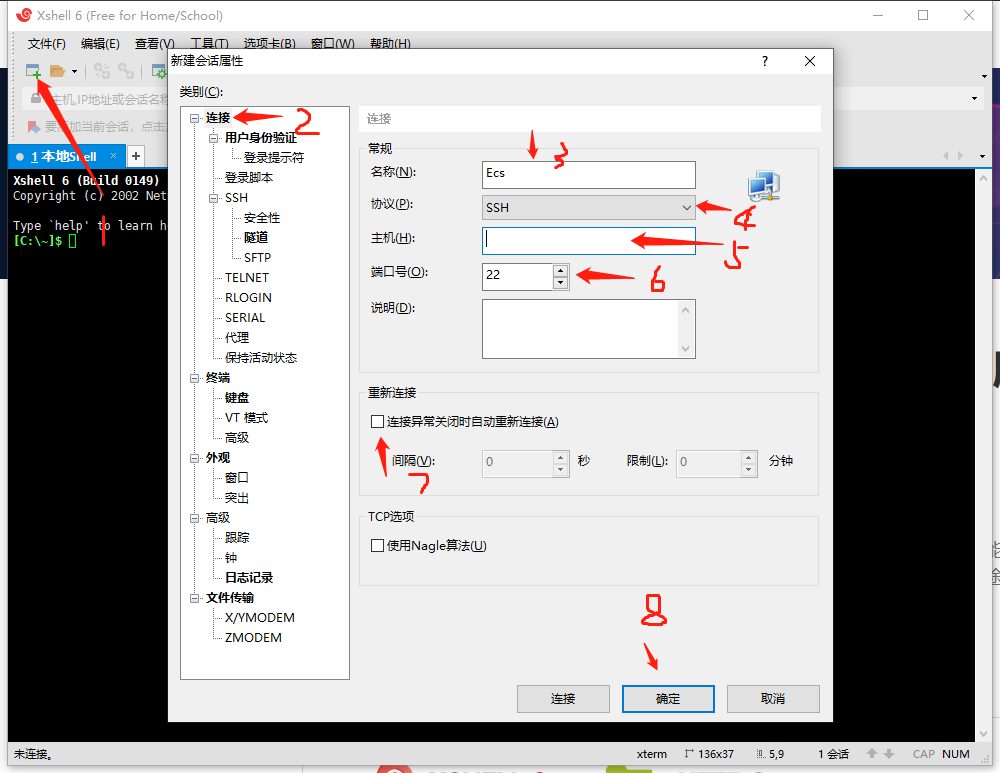 Xshell 6 (Free for Home/School)
文件(F) 编辑(E) 查看(V) 工具(T) 选项卡(B) 窗口(W) 帮助(H)
新建会话属性 ?
主机,IP地址或会话名称
要添加当前会话，点击
1 本地Shell × +
Xshell 6 (Build 0149)
Copyright (c) 2002 Net
Type `help' to learn h
[C:\~]$
1
类别(C):
连接 2
用户身份验证
登录提示符
登录脚本
SSH
安全性
隧道
SFTP
TELNET
RLOGIN
SERIAL
代理
保持活动状态
终端
键盘
VT 模式
高级
外观
窗口
突出
高级
跟踪
钟
日志记录
文件传输
X/YMODEM
ZMODEM
连接
常规 3
名称(N): Ecs
协议(P): SSH 4
主机(H): 5
端口号(O): 22 6
说明(D):
重新连接
连接异常关闭时自动重新连接(A)
间隔(V): 0 秒 限制(L): 0 分钟
7
TCP选项
使用Nagle算法(U)
8
连接 确定 取消
未连接。 xterm 136x37 5,9 1 会话 CAP NUM